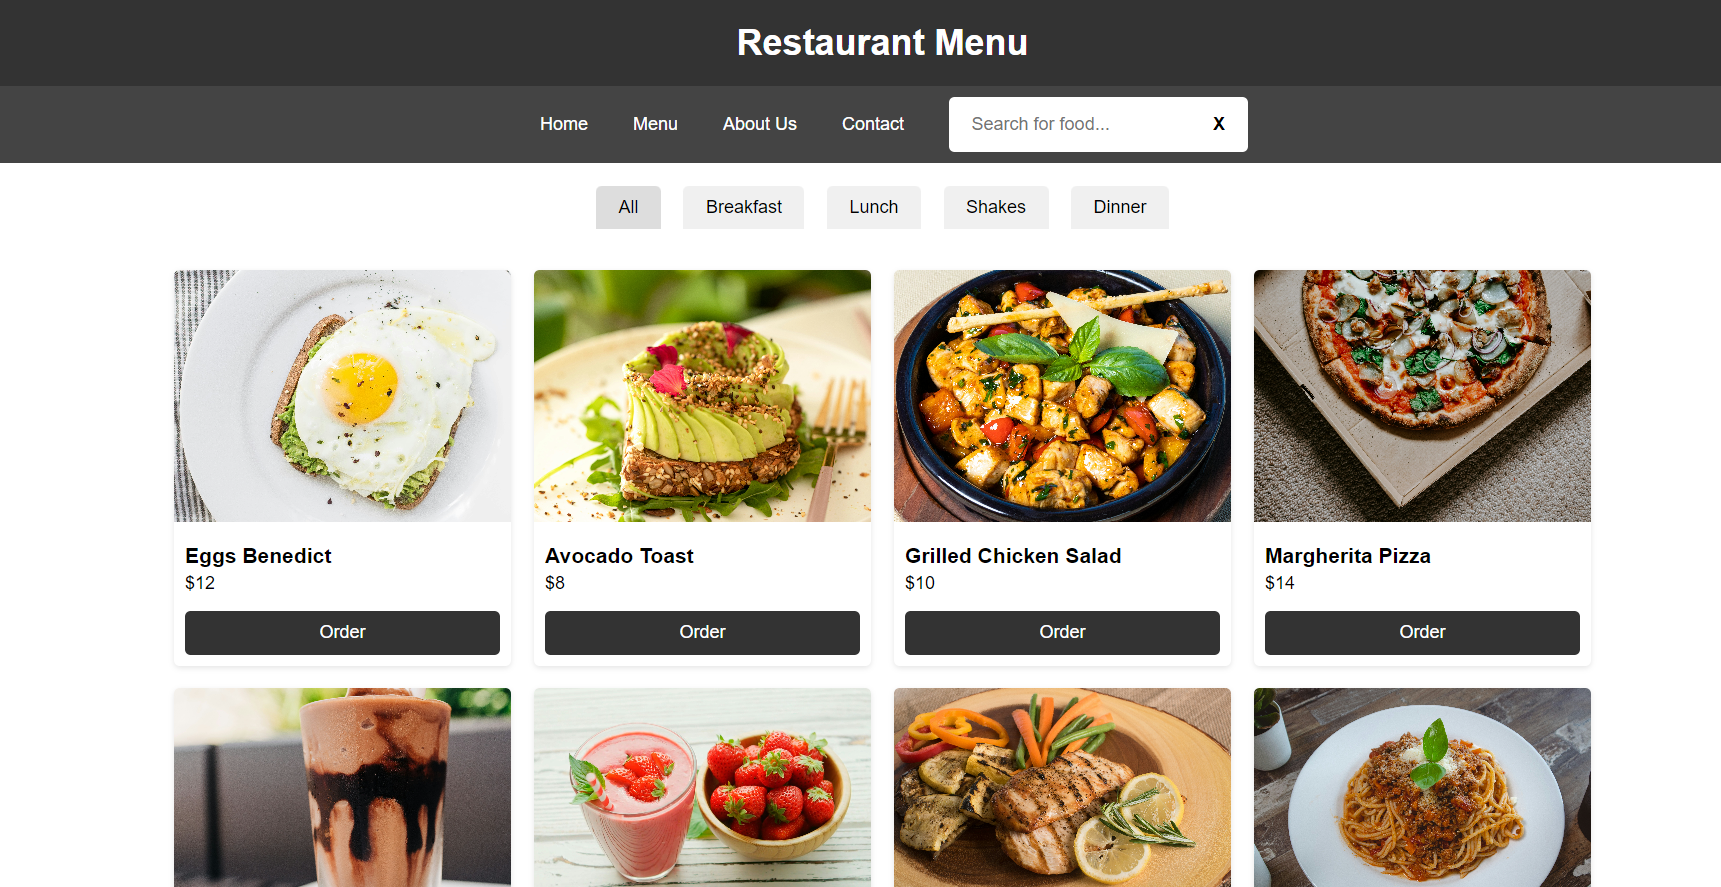 Restaurant Menu
Home Menu About Us Contact Search for food... X
All Breakfast Lunch Shakes Dinner
Eggs Benedict
$12
Order
Avocado Toast
$8
Order
Grilled Chicken Salad
$10
Order
Margherita Pizza
$14
Order